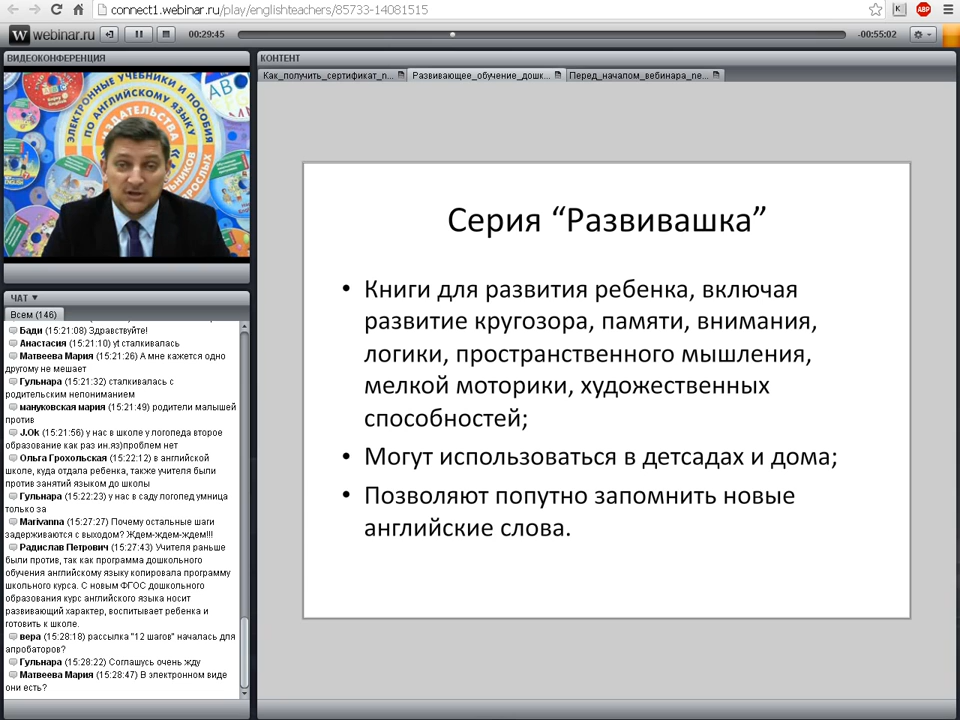 connect1.webinar.ru/play/englishteachers/85733-14081515
W webinar.ru
00:29:45
-00:55:02
ВИДЕОКОНФЕРЕНЦИЯ
ЭЛЕКТРОННЫЕ УЧЕБНИКИ И ПОСОБИЯ
ПО АНГЛИЙСКОМУ ЯЗЫКУ
ИЗДАТЕЛЬСТВА
ЧАТ
Всем (146)
Бади (15:21:08) Здравствуйте!
Анастасия (15:21:10) yt сталкивалась
Матвеева Мария (15:21:26) А мне кажется одно
другому не мешает
Гульнара (15:21:32) сталкивалась с
родительским непониманием
мануковская мария (15:21:49) родители малышей
против
J.Ok (15:21:56) у нас в школе у логопеда второе
образование как раз ин.яз)проблем нет
Ольга Грохольская (15:22:12) в английской
школе, куда отдала ребенка, также учителя были
против занятий языком до школы
Гульнара (15:22:23) у нас в саду логопед умница
только за
Marivanna (15:27:27) Почему остальные шаги
задерживаются с выходом? Ждем-ждем-ждем!!!
Радислав Петрович (15:27:43) Учителя раньше
были против, так как программа дошкольного
обучения английскому языку копировала программу
школьного курса. С новым ФГОС дошкольного
образования курс английского языка носит
развивающий характер, воспитывает ребенка и
готовить к школе.
вера (15:28:18) рассылка "12 шагов" началась для
апробаторов?
Гульнара (15:28:22) Соглашусь очень жду
Матвеева Мария (15:28:47) В электронном виде
они есть?
КОНТЕНТ
Как_получить_сертификат_п...
Развивающее_обучение_дошк...
Перед_началом_вебинара_пе...
Серия “Развивашка”
• Книги для развития ребенка, включая
развитие кругозора, памяти, внимания,
логики, пространственного мышления,
мелкой моторики, художественных
способностей;
• Могут использоваться в детсадах и дома;
• Позволяют попутно запомнить новые
английские слова.